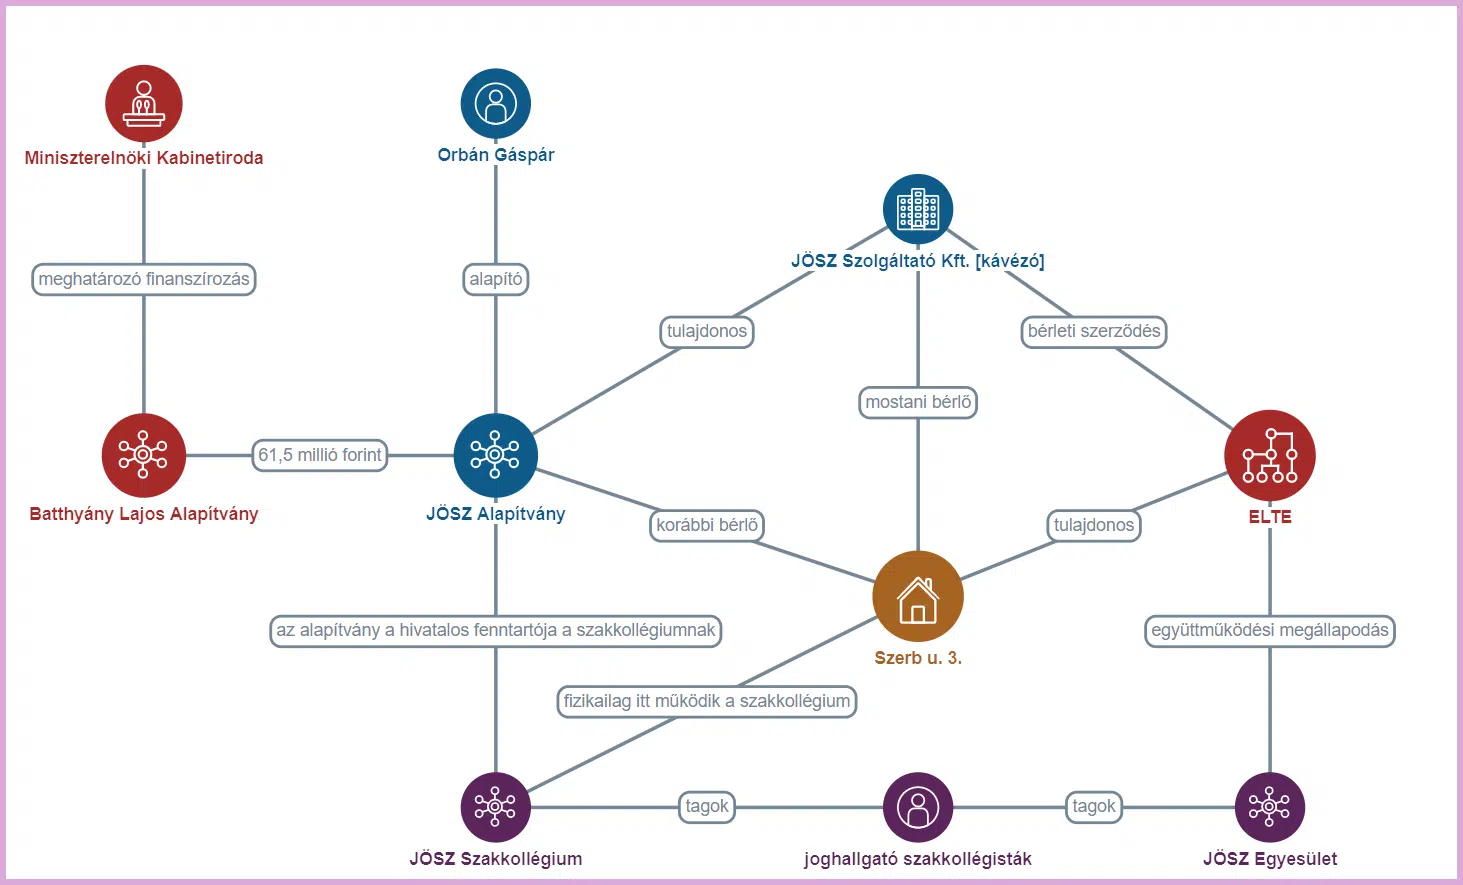 Miniszterelnöki Kabinetiroda
Orbán Gáspár
JÖSZ Szolgáltató Kft. [kávézó]
meghatározó finanszírozás
alapító
tulajdonos
bérleti szerződés
mostani bérlő
61,5 millió forint
Batthyány Lajos Alapítvány
JÖSZ Alapítvány
korábbi bérlő
tulajdonos
ELTE
az alapítvány a hivatalos fenntartója a szakkollégiumnak
Szerb u. 3.
együttműködési megállapodás
fizikailag itt működik a szakkollégium
tagok
tagok
JÖSZ Szakkollégium
joghallgató szakkollégisták
JÖSZ Egyesület